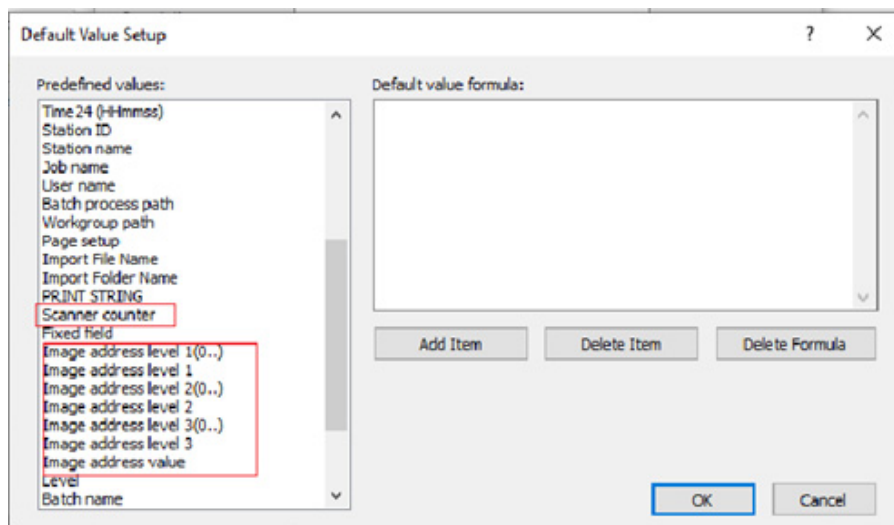 Default Value Setup
?
Predefined values:
Time24 (HHmmss)
Station ID
Station name
Job name
User name
Batch process path
Workgroup path
Page setup
Import File Name
Import Folder Name
PRINT STRING
Scanner counter
Fixed field
Image address level 1(0..)
Image address level 1
Image address level 2(0..)
Image address level 2
Image address level 3(0..)
Image address level 3
Image address value
Level
Batch name
Default value formula:
Add Item
Delete Item
Delete Formula
OK
Cancel